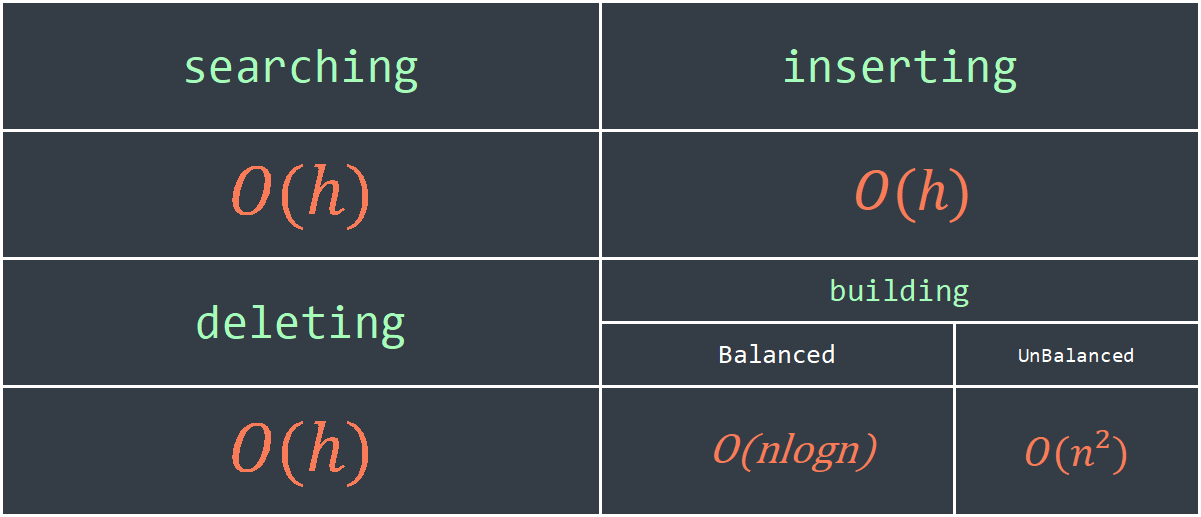 searching
inserting
O(h)
O(h)
deleting
building
Balanced
UnBalanced
O(h)
O(nlogn)
O(n²)